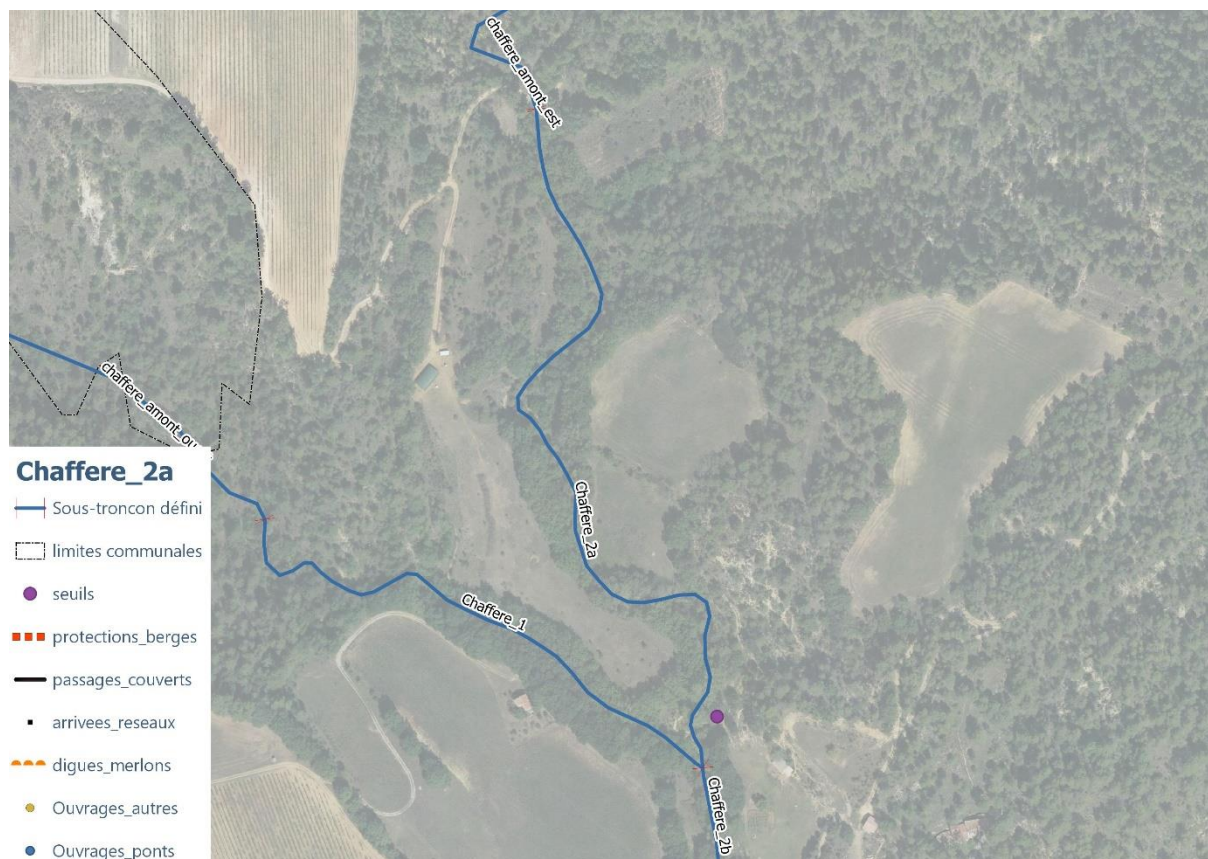 chaffere_amont_est
chaffere_amont_ou
Chaffere_2a
Chaffere_1
Chaffere_2b
Chaffere_2a
Sous-troncon défini
limites communales
seuils
protections_berges
passages_couverts
arrivees_reseaux
digues_merlons
Ouvrages_autres
Ouvrages_ponts